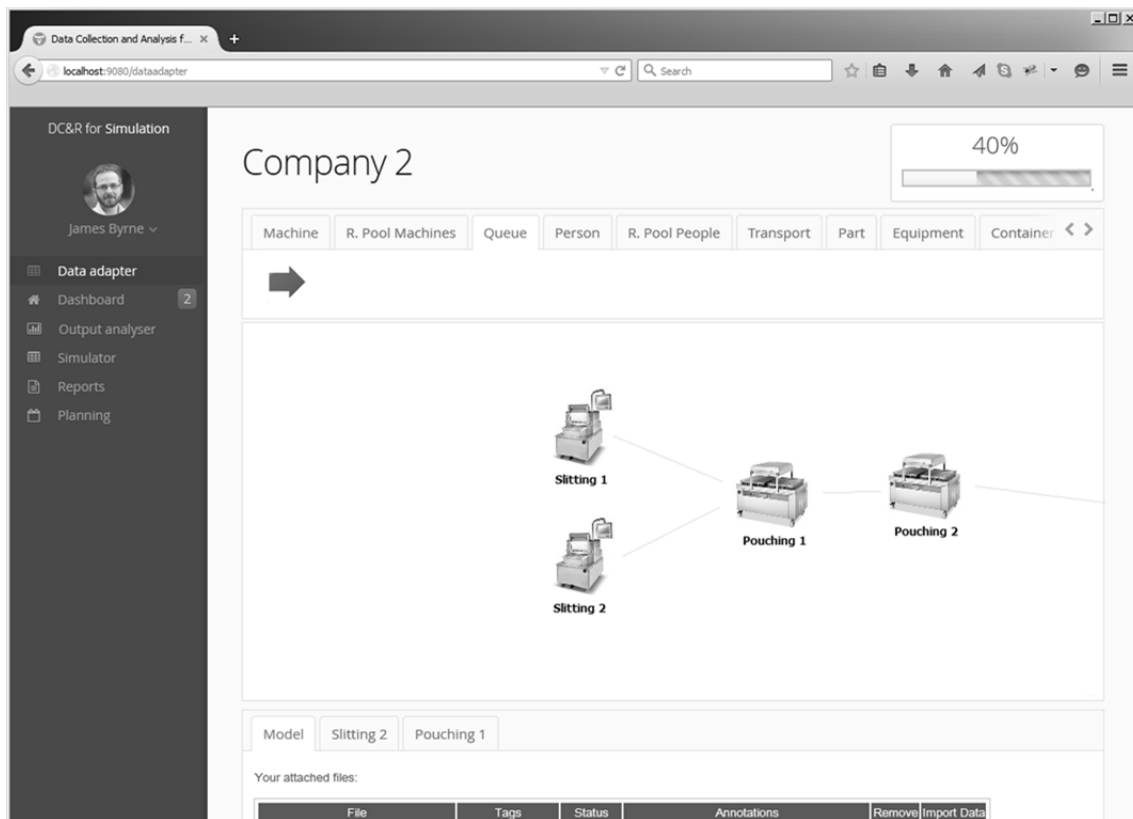 Data Collection and Analysis f...
localhost:9080/dataadapter
Search
DC&R for Simulation
James Byrne
Data adapter
Dashboard 2
Output analyser
Simulator
Reports
Planning
Company 2
40%
Machine R. Pool Machines Queue Person R. Pool People Transport Part Equipment Container
Slitting 1
Slitting 2
Pouching 1
Pouching 2
Model Slitting 2 Pouching 1
Your attached files:
File Tags Status Annotations Remove Import Data